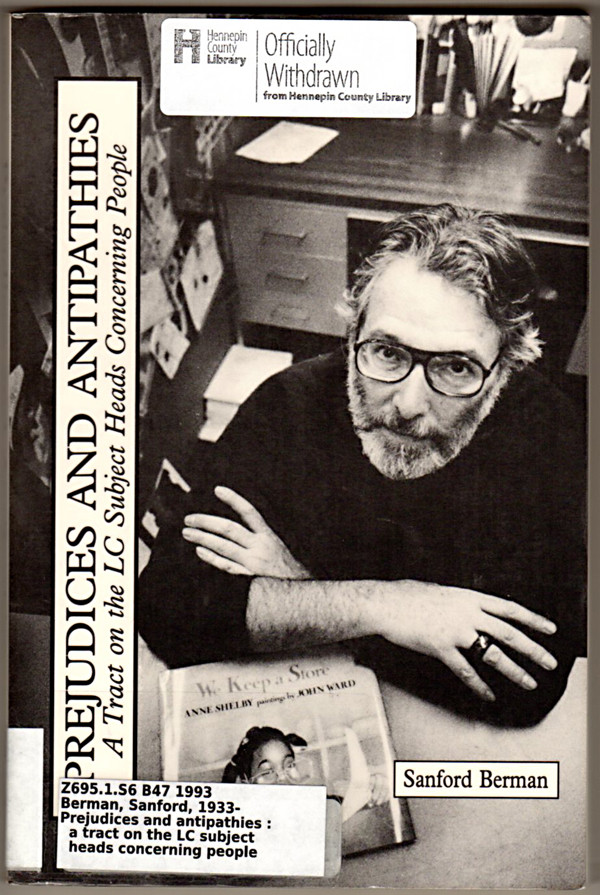 Hennepin
County
Library
Officially
Withdrawn
from Hennepin County Library
PREJUDICES AND ANTIPATHIES
A Tract on the LC Subject Heads Concerning People
We Keep a Store
ANNE SHELBY paintings by JOHN WARD
Sanford Berman
Z695.1.S6 B47 1993
Berman, Sanford, 1933-
Prejudices and antipathies :
a tract on the LC subject
heads concerning people